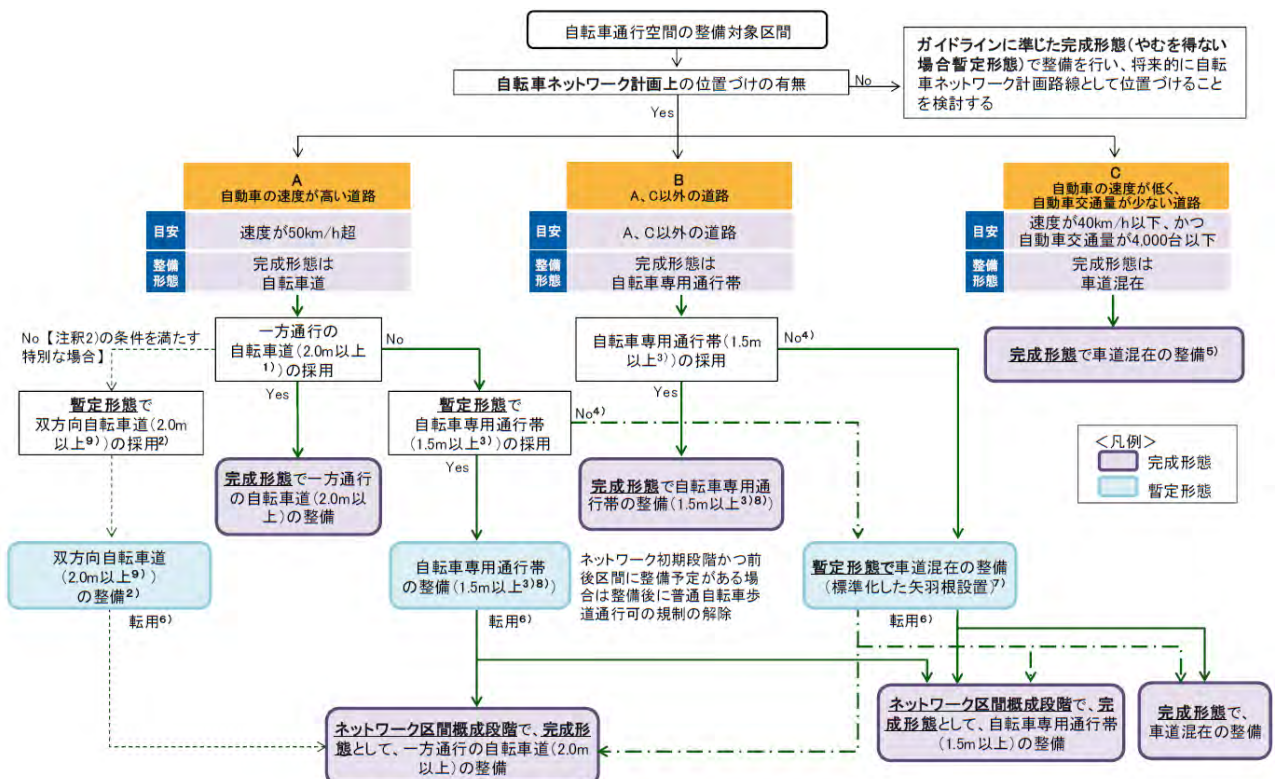 自転車通行空間の整備対象区間
自転車ネットワーク計画上の位置づけの有無
No
ガイドラインに準じた完成形態(やむを得ない
場合暫定形態)で整備を行い、将来的に自転
車ネットワーク計画路線として位置づけること
を検討する
Yes
A
自動車の速度が高い道路
目安
速度が50km/h超
整備
形態
完成形態は
自転車道
B
A、C以外の道路
目安
A、C以外の道路
整備
形態
完成形態は
自転車専用通行帯
C
自動車の速度が低く、
自動車交通量が少ない道路
目安
速度が40km/h以下、かつ
自動車交通量が4,000台以下
整備
形態
完成形態は
車道混在
No【注釈2)の条件を満たす
特別な場合】
一方通行の
自転車道(2.0m以上
1))の採用
No
Yes
自転車専用通行帯(1.5m
以上3))の採用
No4)
Yes
完成形態で車道混在の整備5)
暫定形態で
双方向自転車道(2.0m
以上9))の採用2)
暫定形態で
自転車専用通行帯
(1.5m以上3))の採用
No4)
Yes
完成形態で一方通行
の自転車道(2.0m以
上)の整備
完成形態で自転車専用通
行帯の整備(1.5m以上3)8))
<凡例>
完成形態
暫定形態
双方向自転車道
(2.0m以上9))
の整備2)
自転車専用通行帯
の整備(1.5m以上3)8))
ネットワーク初期段階かつ前
後区間に整備予定がある場
合は整備後に普通自転車歩
道通行可の規制の解除
暫定形態で車道混在の整備
(標準化した矢羽根設置)7)
転用6)
転用6)
転用6)
ネットワーク区間概成段階で、完成形
態として、一方通行の自転車道(2.0m
以上)の整備
ネットワーク区間概成段階で、完
成形態として、自転車専用通行帯
(1.5m以上)の整備
完成形態で、
車道混在の整備